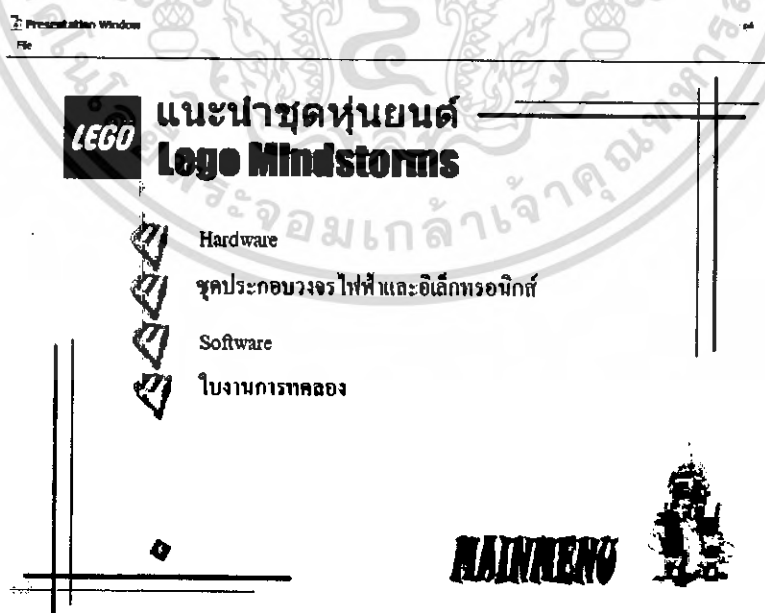 Presentation Window
File
LEGO
แนะนำชุดหุ่นยนต์
Lego Mindstorms
Hardware
ชุดประกอบวงจรไฟฟ้าและอิเล็กทรอนิกส์
Software
ใบงานการทดลอง
MAINMENU